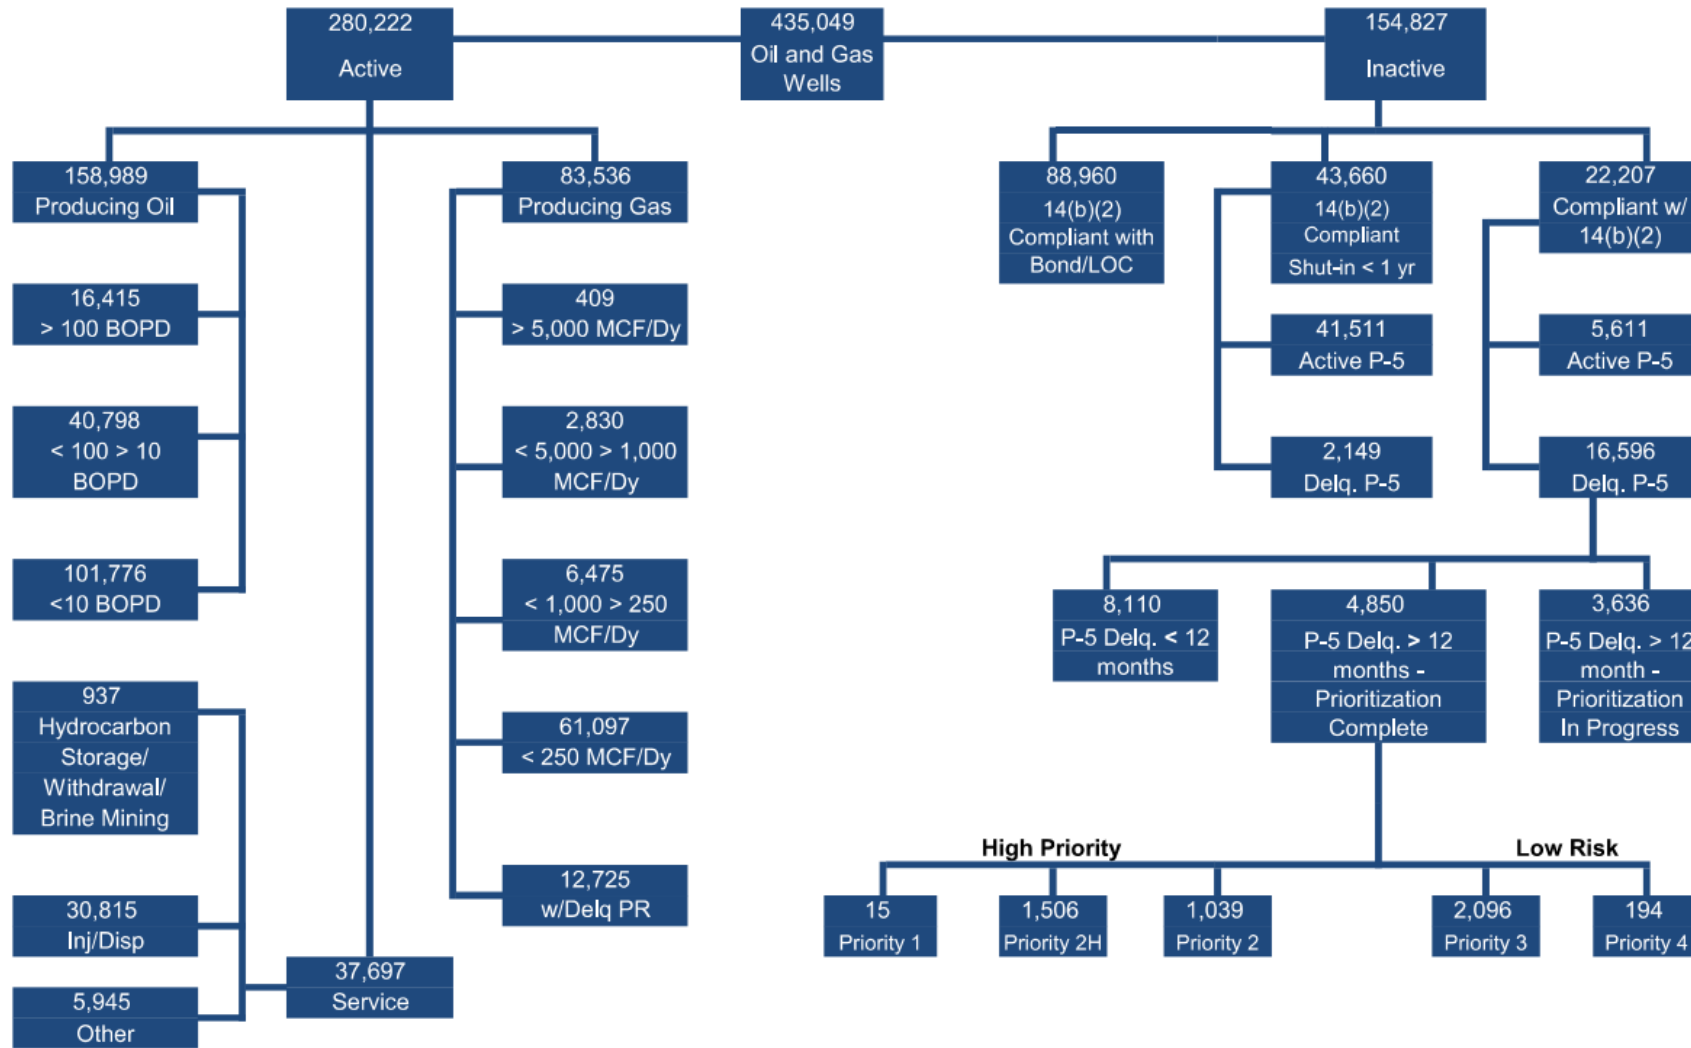 280,222
Active
435,049
Oil and Gas
Wells
154,827
Inactive
158,989
Producing Oil
83,536
Producing Gas
88,960
14(b)(2)
Compliant with
Bond/LOC
43,660
14(b)(2)
Compliant
Shut-in < 1 yr
22,207
Compliant w/
14(b)(2)
16,415
> 100 BOPD
409
> 5,000 MCF/Dy
41,511
Active P-5
5,611
Active P-5
40,798
< 100 > 10
BOPD
2,830
< 5,000 > 1,000
MCF/Dy
2,149
Delq. P-5
16,596
Delq. P-5
101,776
<10 BOPD
6,475
< 1,000 > 250
MCF/Dy
8,110
P-5 Delq. < 12
months
4,850
P-5 Delq. > 12
months -
Prioritization
Complete
3,636
P-5 Delq. > 12
month -
Prioritization
In Progress
937
Hydrocarbon
Storage/
Withdrawal/
Brine Mining
61,097
< 250 MCF/Dy
High Priority
Low Risk
12,725
w/Delq PR
15
Priority 1
1,506
Priority 2H
1,039
Priority 2
2,096
Priority 3
194
Priority 4
30,815
Inj/Disp
37,697
Service
5,945
Other